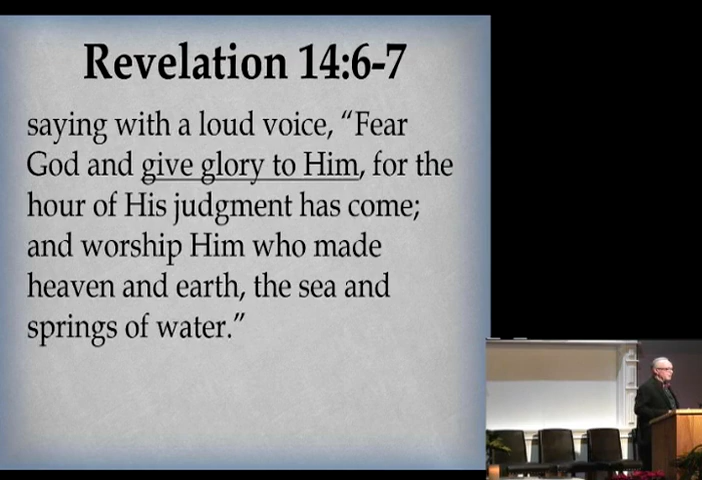 Revelation 14:6-7
saying with a loud voice, “Fear
God and give glory to Him, for the
hour of His judgment has come;
and worship Him who made
heaven and earth, the sea and
springs of water.”